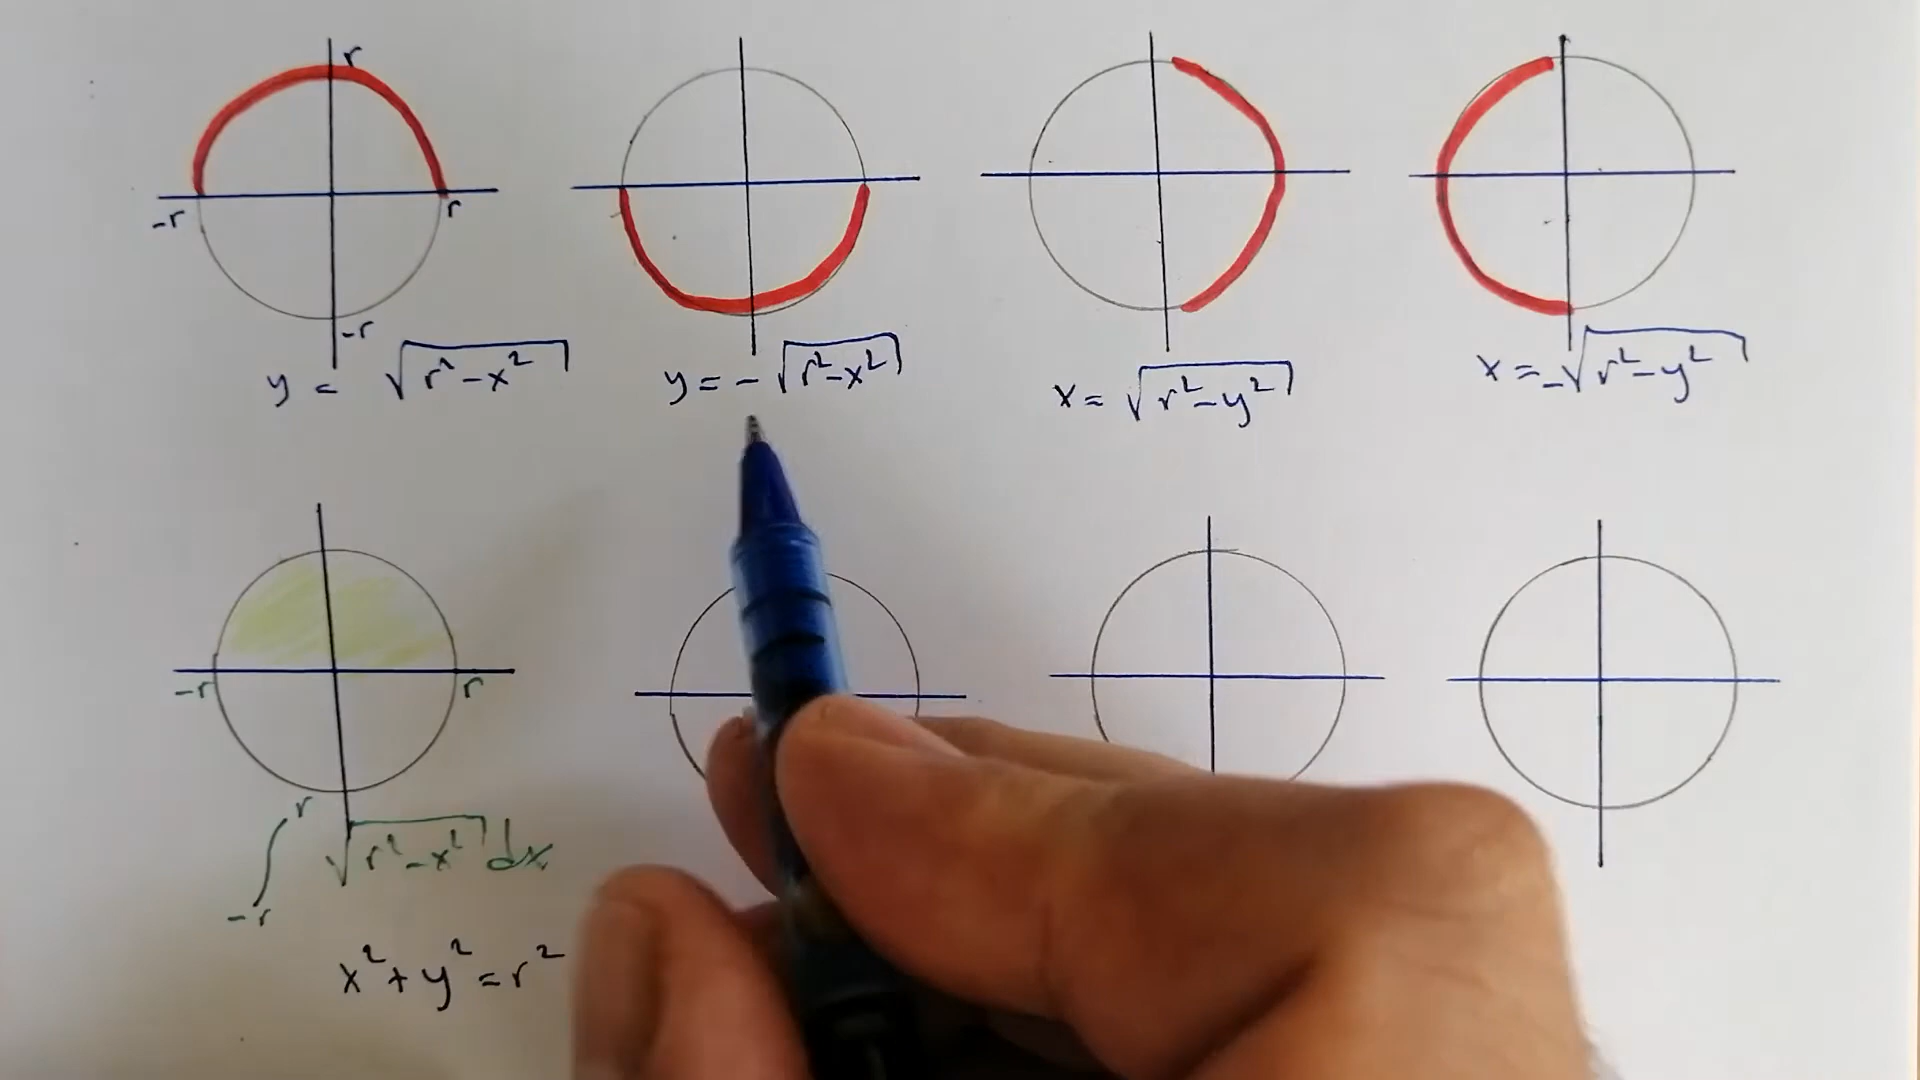 r
-r r
-r
y = √(r²-x²)
y = -√(r²-x²)
x = √(r²-y²)
x = -√(r²-y²)
-r r
∫ r -r √(r²-x²) dx
x²+y²=r²